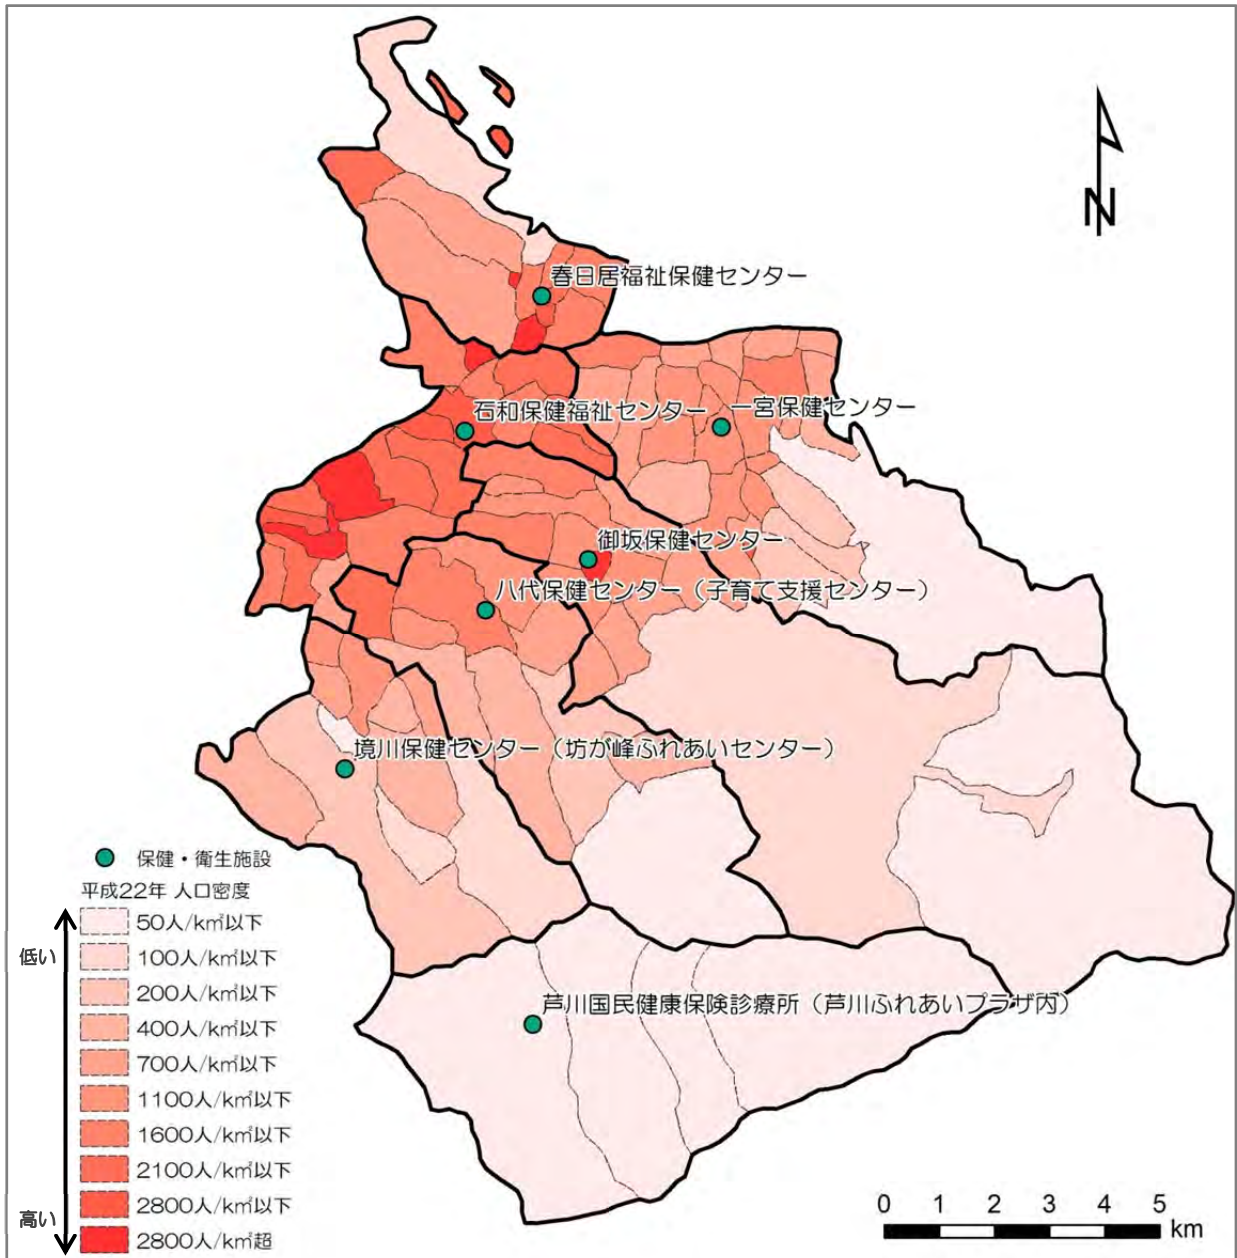 N
春日居福祉保健センター
石和保健福祉センター
一宮保健センター
御坂保健センター
八代保健センター（子育て支援センター）
境川保健センター（坊が峰ふれあいセンター）
芦川国民健康保険診療所（芦川ふれあいプラザ内）
保健・衛生施設
平成22年 人口密度
低い
50人/k㎡以下
100人/k㎡以下
200人/k㎡以下
400人/k㎡以下
700人/k㎡以下
1100人/k㎡以下
1600人/k㎡以下
2100人/k㎡以下
2800人/k㎡以下
2800人/k㎡超
高い
0 1 2 3 4 5
km